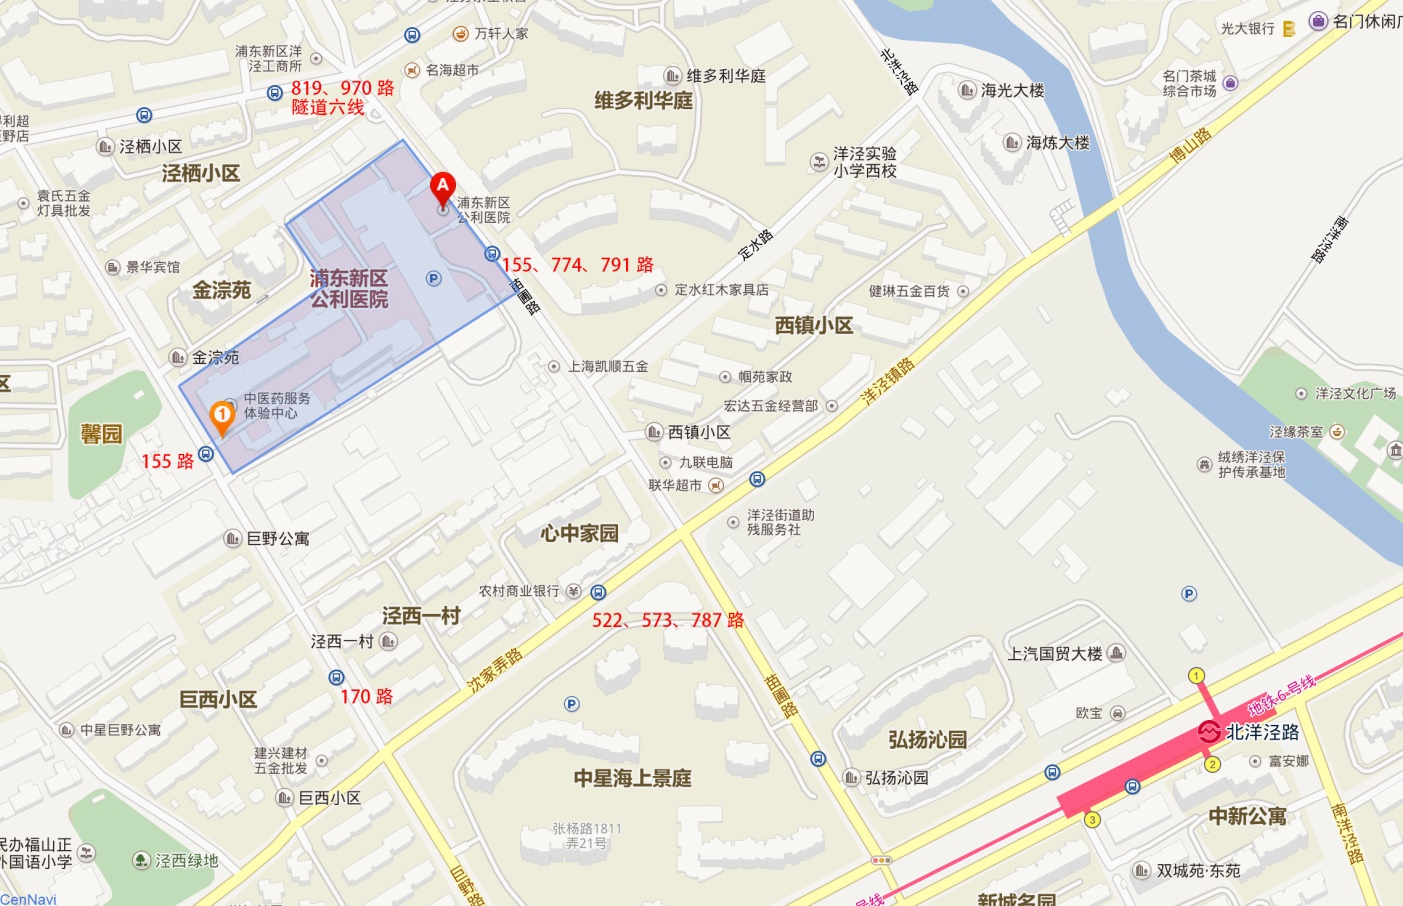 万轩人家
光大银行
名门休闲广
浦东新区洋
泾工商所
名海超市
北洋泾路
维多利华庭
维多利华庭
名门茶城
综合市场
819、970 路
隧道六线
海光大楼
得利超
巨野店
泾栖小区
泾栖小区
海炼大楼
博山路
洋泾实验
小学西校
袁氏五金
灯具批发
A
浦东新区
公利医院
定水路
南洋泾路
景华宾馆
155、774、791 路
浦东新区
公利医院
P
金淙苑
苗圃路
定水红木家具店
健琳五金百货
西镇小区
金淙苑
上海凯顺五金
洋泾镇路
帼苑家政
区
中医药服务
体验中心
1
宏达五金经营部
洋泾文化广场
馨园
西镇小区
泾缘茶室
155 路
九联电脑
绒绣洋泾保
护传承基地
联华超市
洋泾街道助
残服务社
巨野公寓
心中家园
农村商业银行
P
522、573、787 路
泾西一村
泾西一村
上汽国贸大楼
沈家弄路
1
170 路
巨西小区
苗圃路
地铁6号线
P
欧宝
中星巨野公寓
北洋泾路
弘扬沁园
建兴建材
五金批发
富安娜
2
中星海上景庭
弘扬沁园
巨西小区
3
中新公寓
张杨路1811
弄21号
南洋泾路
民办福山正
外国语小学
泾西绿地
双城苑·东苑
巨野路
CenNavi
号线
新城名园